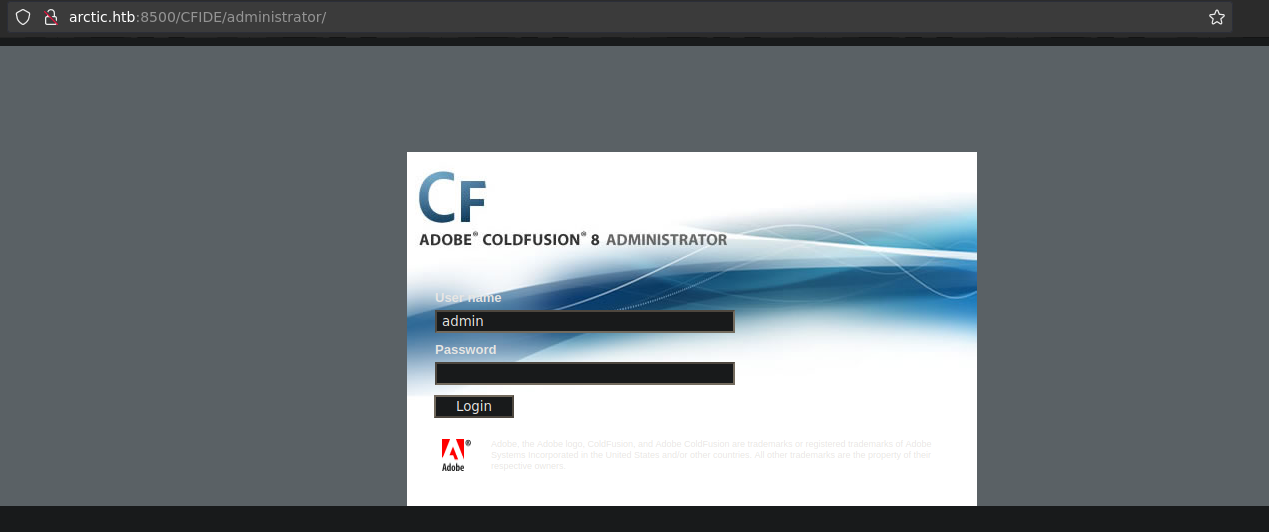 arctic.htb:8500/CFIDE/administrator/
CF
ADOBE® COLDFUSION® 8 ADMINISTRATOR
User name
admin
Password
Login
Adobe, the Adobe logo, ColdFusion, and Adobe ColdFusion are trademarks or registered trademarks of Adobe
Systems Incorporated in the United States and/or other countries. All other trademarks are the property of their
respective owners.
®
Adobe